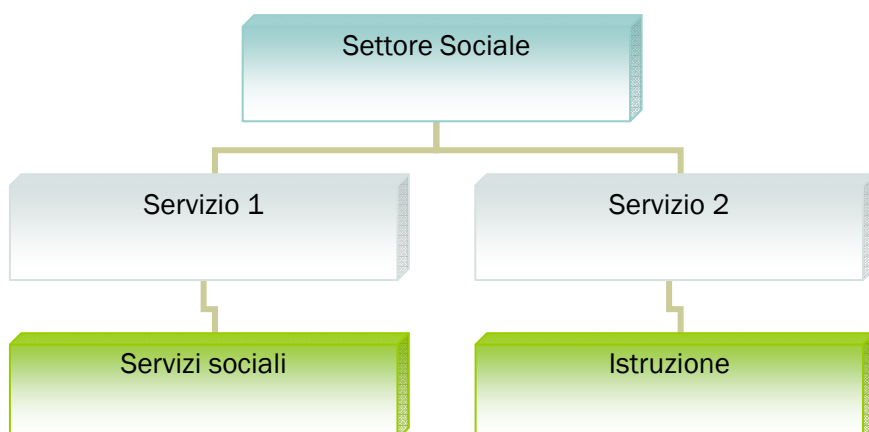 Settore Sociale
Servizio 1
Servizio 2
Servizi sociali
Istruzione